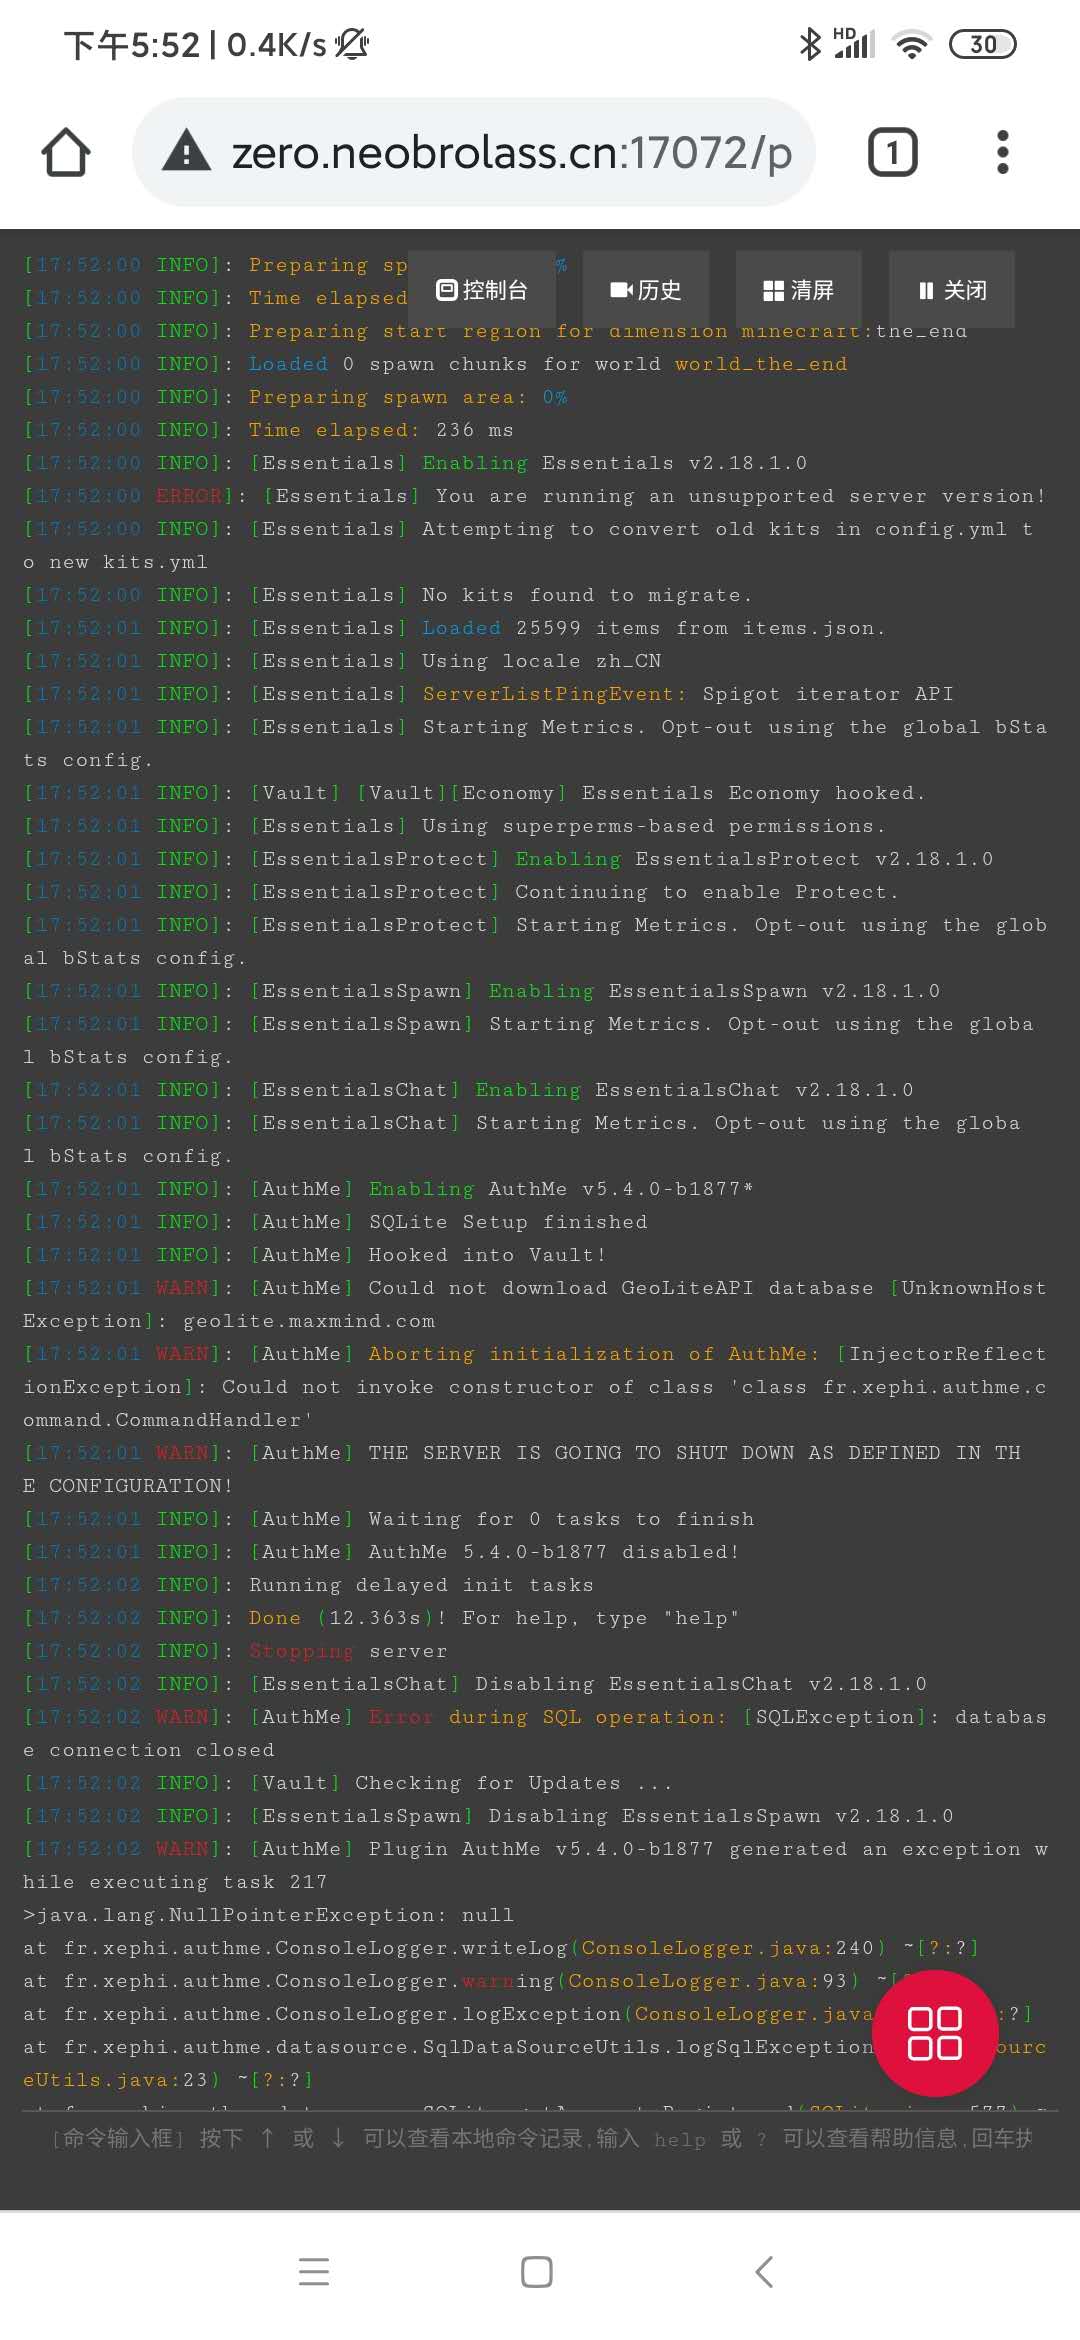 下午5:52 | 0.4K/s
HD
30
zero.neobrolass.cn:17072/p
1
控制台
历史
清屏
关闭
[17:52:00 INFO]: Preparing sp %
[17:52:00 INFO]: Time elapsed
[17:52:00 INFO]: Preparing start region for dimension minecraft:the_end
[17:52:00 INFO]: Loaded 0 spawn chunks for world world_the_end
[17:52:00 INFO]: Preparing spawn area: 0%
[17:52:00 INFO]: Time elapsed: 236 ms
[17:52:00 INFO]: [Essentials] Enabling Essentials v2.18.1.0
[17:52:00 ERROR]: [Essentials] You are running an unsupported server version!
[17:52:00 INFO]: [Essentials] Attempting to convert old kits in config.yml t
o new kits.yml
[17:52:00 INFO]: [Essentials] No kits found to migrate.
[17:52:01 INFO]: [Essentials] Loaded 25599 items from items.json.
[17:52:01 INFO]: [Essentials] Using locale zh_CN
[17:52:01 INFO]: [Essentials] ServerListPingEvent: Spigot iterator API
[17:52:01 INFO]: [Essentials] Starting Metrics. Opt-out using the global bSta
ts config.
[17:52:01 INFO]: [Vault] [Vault][Economy] Essentials Economy hooked.
[17:52:01 INFO]: [Essentials] Using superperms-based permissions.
[17:52:01 INFO]: [EssentialsProtect] Enabling EssentialsProtect v2.18.1.0
[17:52:01 INFO]: [EssentialsProtect] Continuing to enable Protect.
[17:52:01 INFO]: [EssentialsProtect] Starting Metrics. Opt-out using the glob
al bStats config.
[17:52:01 INFO]: [EssentialsSpawn] Enabling EssentialsSpawn v2.18.1.0
[17:52:01 INFO]: [EssentialsSpawn] Starting Metrics. Opt-out using the globa
l bStats config.
[17:52:01 INFO]: [EssentialsChat] Enabling EssentialsChat v2.18.1.0
[17:52:01 INFO]: [EssentialsChat] Starting Metrics. Opt-out using the globa
l bStats config.
[17:52:01 INFO]: [AuthMe] Enabling AuthMe v5.4.0-b1877*
[17:52:01 INFO]: [AuthMe] SQLite Setup finished
[17:52:01 INFO]: [AuthMe] Hooked into Vault!
[17:52:01 WARN]: [AuthMe] Could not download GeoLiteAPI database [UnknownHost
Exception]: geolite.maxmind.com
[17:52:01 WARN]: [AuthMe] Aborting initialization of AuthMe: [InjectorReflect
ionException]: Could not invoke constructor of class 'class fr.xephi.authme.c
ommand.CommandHandler'
[17:52:01 WARN]: [AuthMe] THE SERVER IS GOING TO SHUT DOWN AS DEFINED IN TH
E CONFIGURATION!
[17:52:01 INFO]: [AuthMe] Waiting for 0 tasks to finish
[17:52:01 INFO]: [AuthMe] AuthMe 5.4.0-b1877 disabled!
[17:52:02 INFO]: Running delayed init tasks
[17:52:02 INFO]: Done (12.363s)! For help, type "help"
[17:52:02 INFO]: Stopping server
[17:52:02 INFO]: [EssentialsChat] Disabling EssentialsChat v2.18.1.0
[17:52:02 WARN]: [AuthMe] Error during SQL operation: [SQLException]: databas
e connection closed
[17:52:02 INFO]: [Vault] Checking for Updates ...
[17:52:02 INFO]: [EssentialsSpawn] Disabling EssentialsSpawn v2.18.1.0
[17:52:02 WARN]: [AuthMe] Plugin AuthMe v5.4.0-b1877 generated an exception w
hile executing task 217
>java.lang.NullPointerException: null
at fr.xephi.authme.ConsoleLogger.writeLog(ConsoleLogger.java:240) ~[?:?]
at fr.xephi.authme.ConsoleLogger.warning(ConsoleLogger.java:93) ~[
at fr.xephi.authme.ConsoleLogger.logException(ConsoleLogger.java :?]
at fr.xephi.authme.datasource.SqlDataSourceUtils.logSqlException ourc
eUtils.java:23) ~[?:?]
[命令输入框] 按下 ↑ 或 ↓ 可以查看本地命令记录,输入 help 或 ? 可以查看帮助信息,回车执